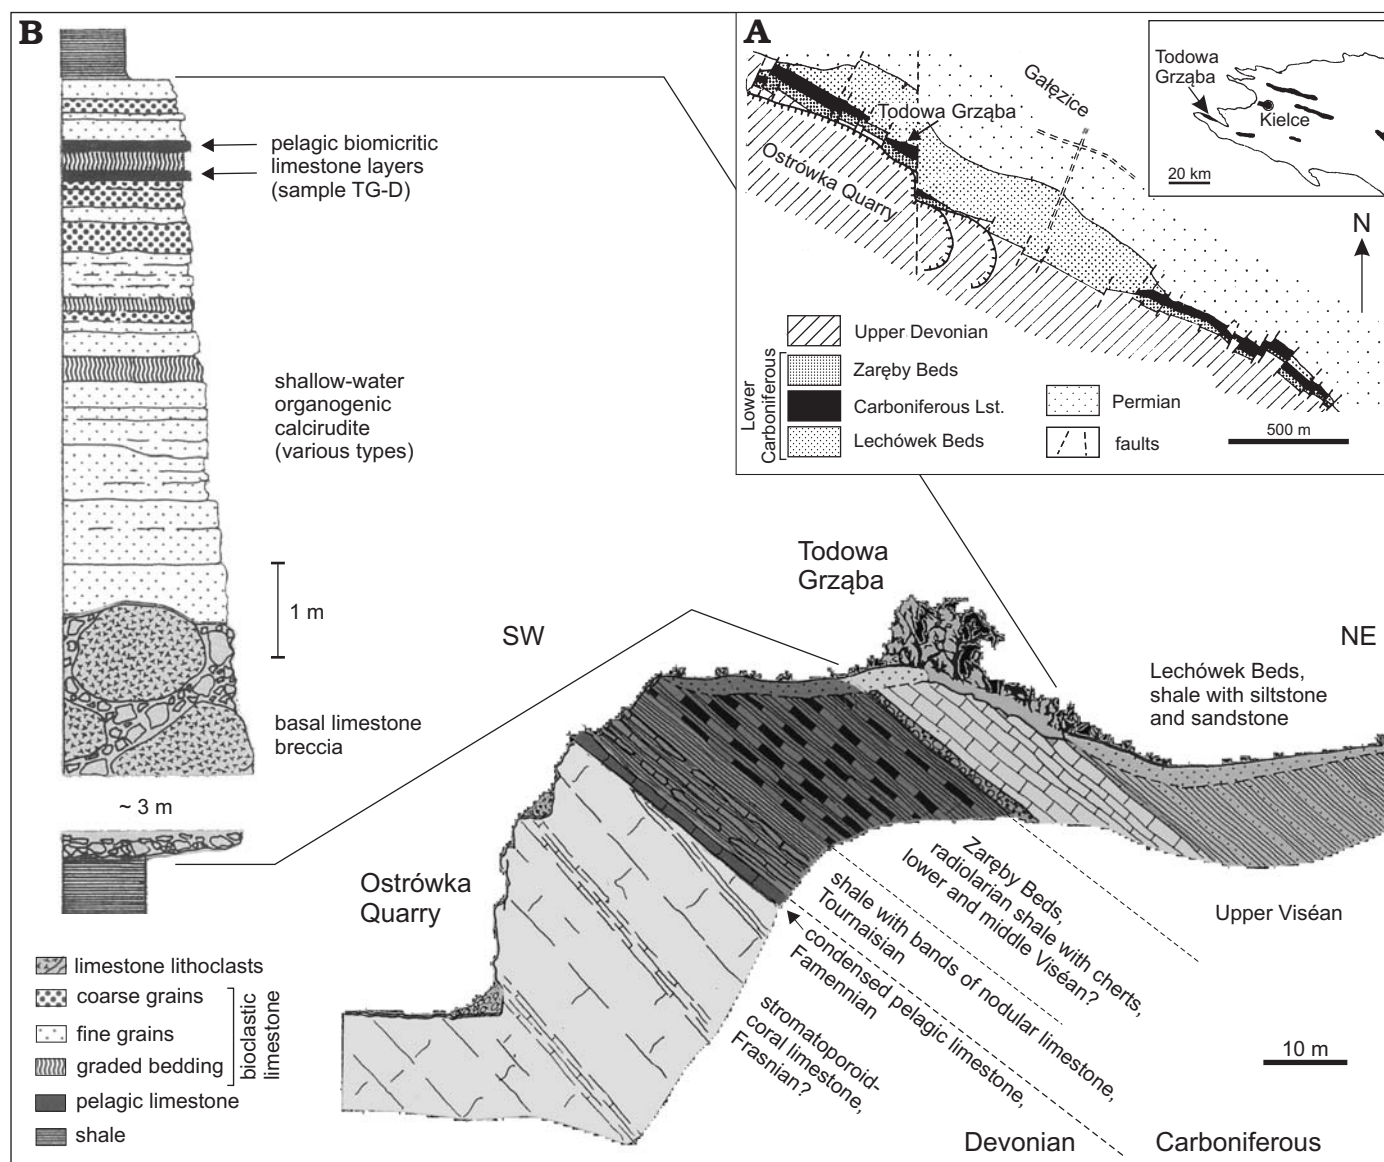 B
pelagic biomicritic
limestone layers
(sample TG-D)
shallow-water
organogenic
calcirudite
(various types)
1 m
basal limestone
breccia
~ 3 m
limestone lithoclasts
coarse grains
fine grains
graded bedding
bioclastic
limestone
pelagic limestone
shale
A
Gałęzice
Todowa Grząba
Ostrówka Quarry
Todowa
Grząba
Kielce
20 km
N
Upper Devonian
Zaręby Beds
Carboniferous Lst.
Lechówek Beds
Lower
Carboniferous
Permian
faults
500 m
Todowa
Grząba
SW
NE
Lechówek Beds,
shale with siltstone
and sandstone
Ostrówka
Quarry
Upper Viséan
Zaręby Beds,
radiolarian shale with cherts,
lower and middle Viséan?
shale with bands of nodular limestone,
Tournaisian
condensed pelagic limestone,
Famennian
stromatoporoid-
coral limestone,
Frasnian?
10 m
Devonian
Carboniferous